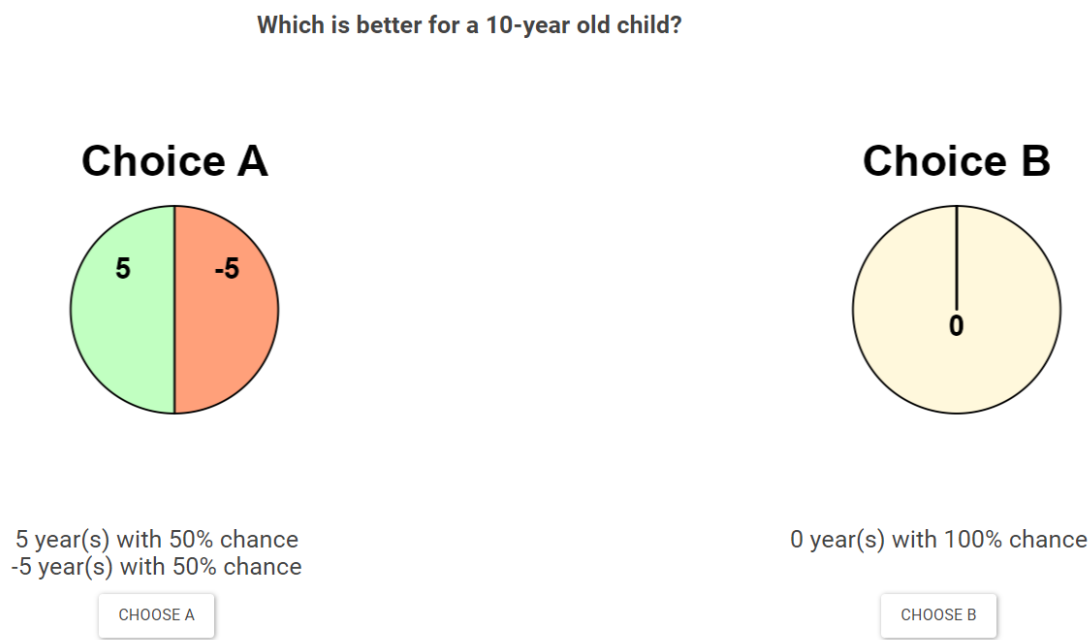 Which is better for a 10-year old child?
Choice A
5
-5
5 year(s) with 50% chance
-5 year(s) with 50% chance
CHOOSE A
Choice B
0
0 year(s) with 100% chance
CHOOSE B